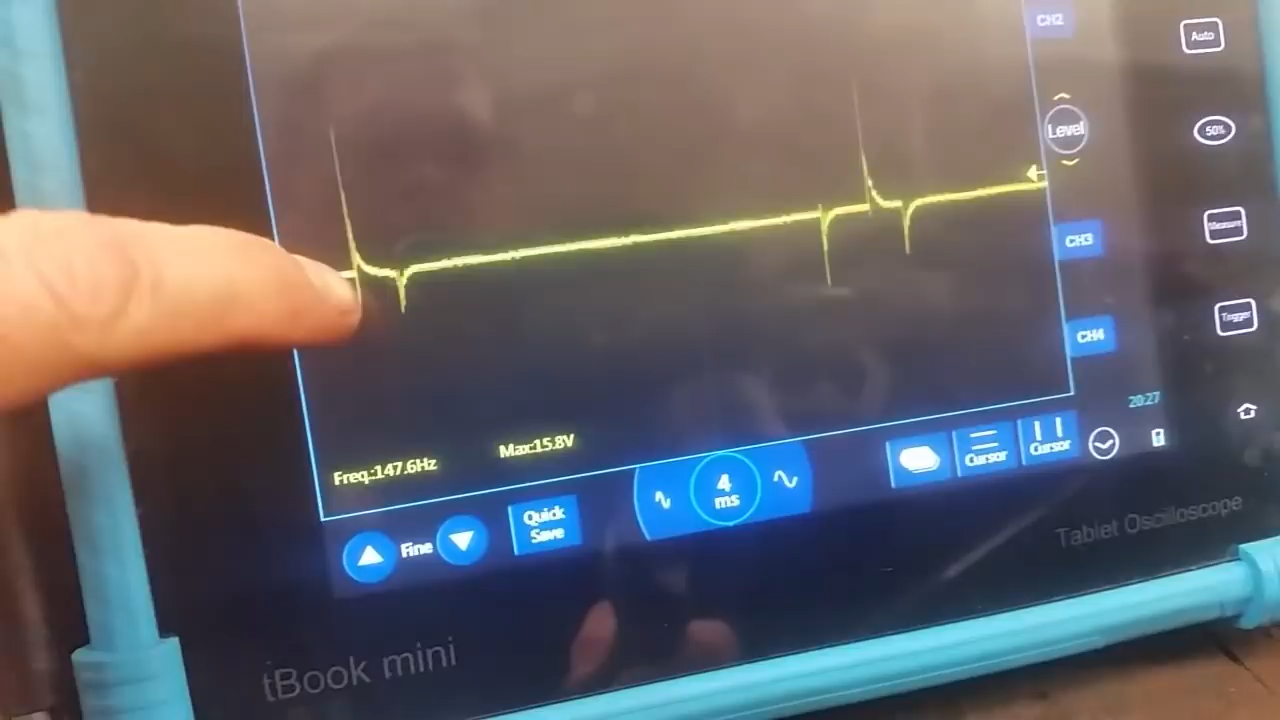 CH2
Auto
Level
50%
Measure
CH3
Trigger
CH4
20:27
Freq.:147.6Hz
Max:15.8V
Cursor
Cursor
4
ms
Quick
Save
Fine
Tablet Oscilloscope
tBook mini